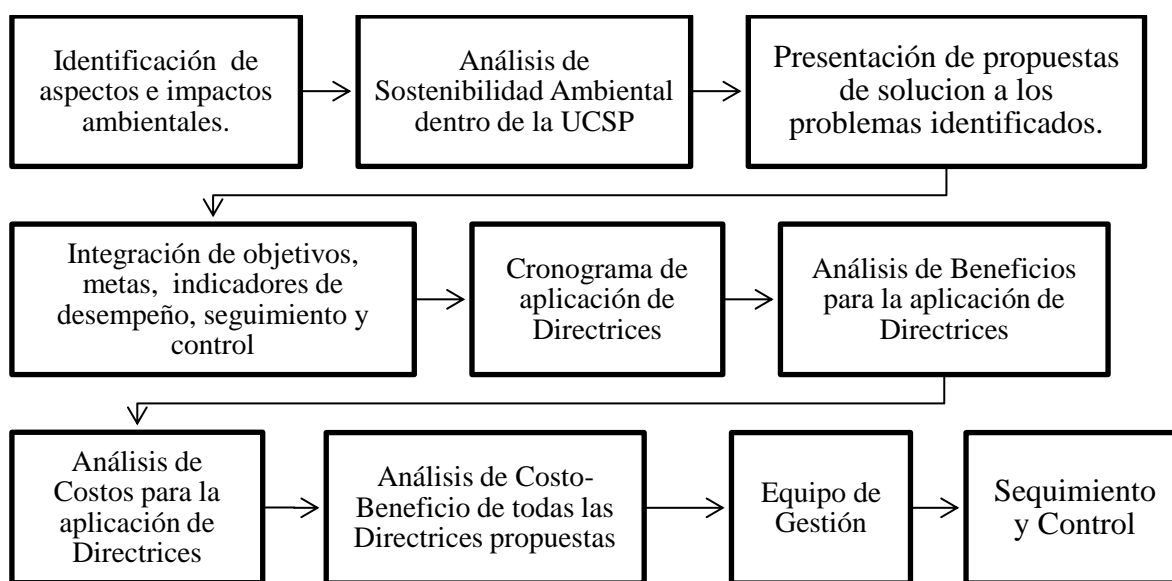 Identificación de
aspectos e impactos
ambientales.
Análisis de
Sostenibilidad Ambiental
dentro de la UCSP
Presentación de propuestas
de solucion a los
problemas identificados.
Integración de objetivos,
metas, indicadores de
desempeño, seguimiento y
control
Cronograma de
aplicación de
Directrices
Análisis de Beneficios
para la aplicación de
Directrices
Análisis de
Costos para la
aplicación de
Directrices
Análisis de Costo-
Beneficio de todas las
Directrices propuestas
Equipo de
Gestión
Sequimiento
y Control